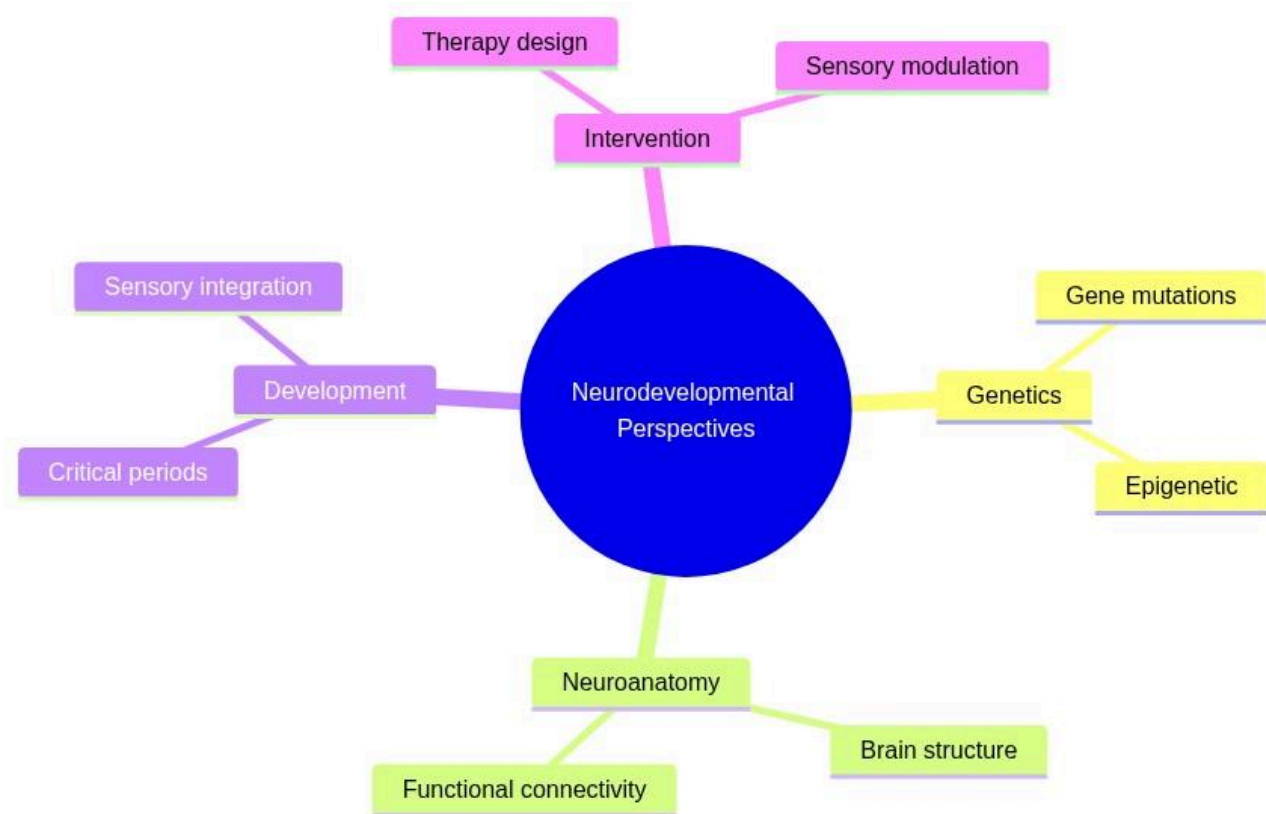 Therapy design
Sensory modulation
Intervention
Sensory integration
Gene mutations
Development
Neurodevelopmental
Perspectives
Genetics
Critical periods
Epigenetic
Neuroanatomy
Brain structure
Functional connectivity